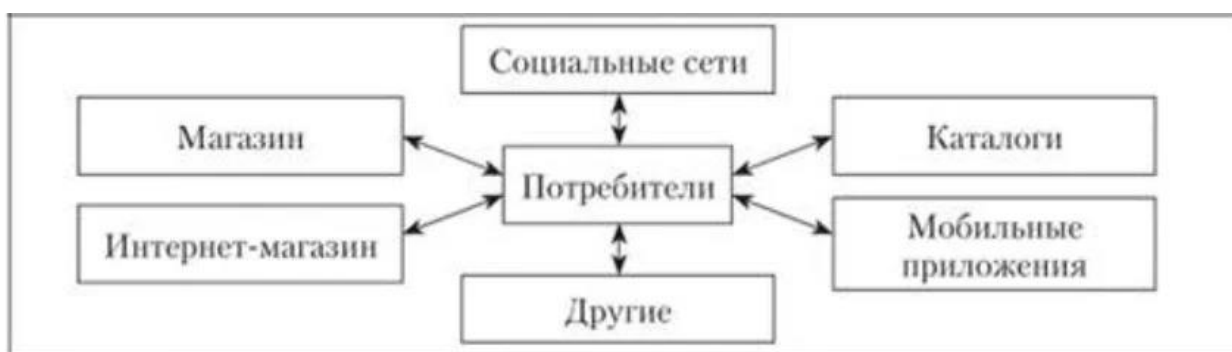 Социальные сети
Магазин
Каталоги
Потребители
Интернет-магазин
Мобильные
приложения
Другие